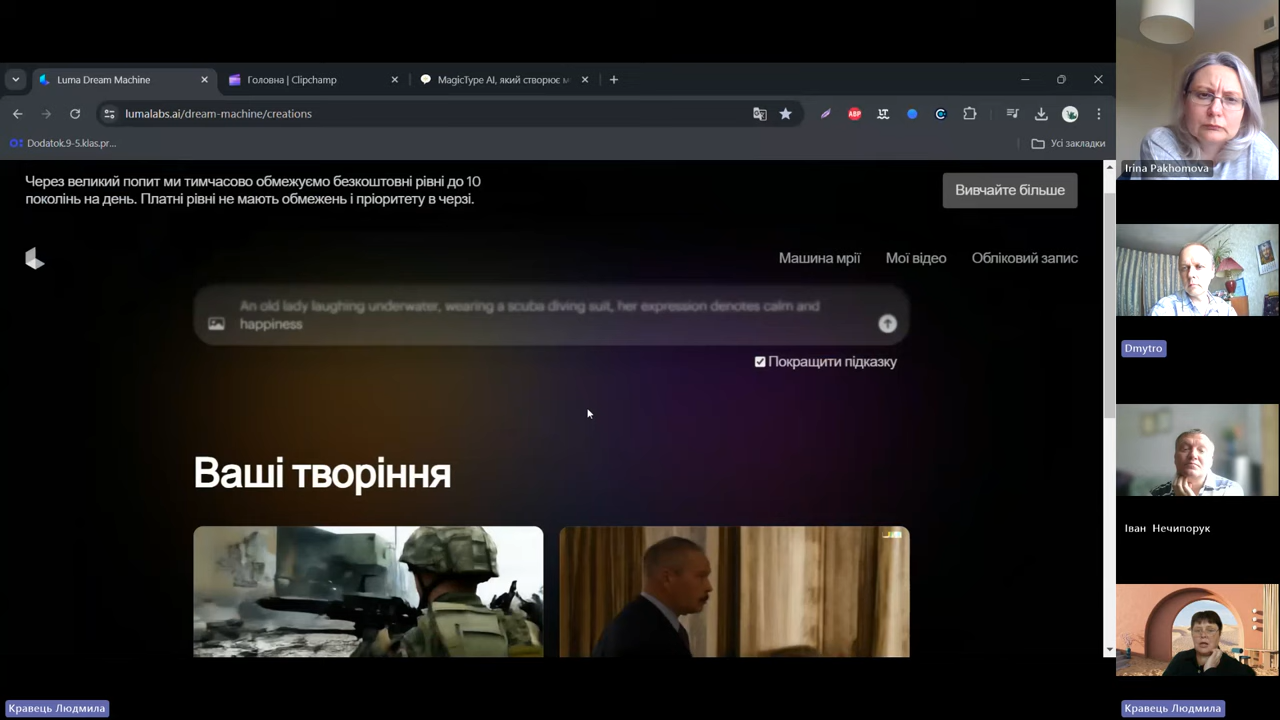 Luma Dream Machine
Головна | Clipchamp
MagicType AI, який створює м
lumalabs.ai/dream-machine/creations
Dodatok.9-5.klas.pr...
Усі закладки
Через великий попит ми тимчасово обмежуємо безкоштовні рівні до 10
поколінь на день. Платні рівні не мають обмежень і пріоритету в черзі.
Вивчайте більше
Машина мрії
Мої відео
Обліковий запис
An old lady laughing underwater, wearing a scuba diving suit, her expression denotes calm and
happiness
Покращити підказку
Ваші творіння
Irina Pakhomova
Dmytro
Іван Нечипорук
Кравець Людмила
Кравець Людмила